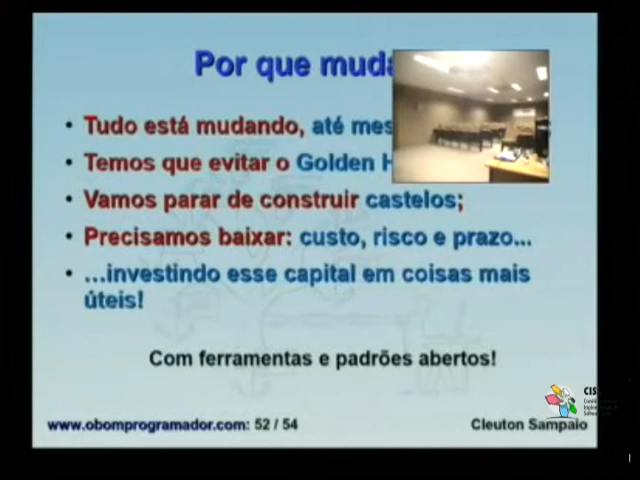 Por que muda
• Tudo está mudando, até mes
• Temos que evitar o Golden H
• Vamos parar de construir castelos;
• Precisamos baixar: custo, risco e prazo...
• ...investindo esse capital em coisas mais
úteis!
Com ferramentas e padrões abertos!
CIS
www.obomprogramador.com: 52 / 54
Cleuton Sampaio